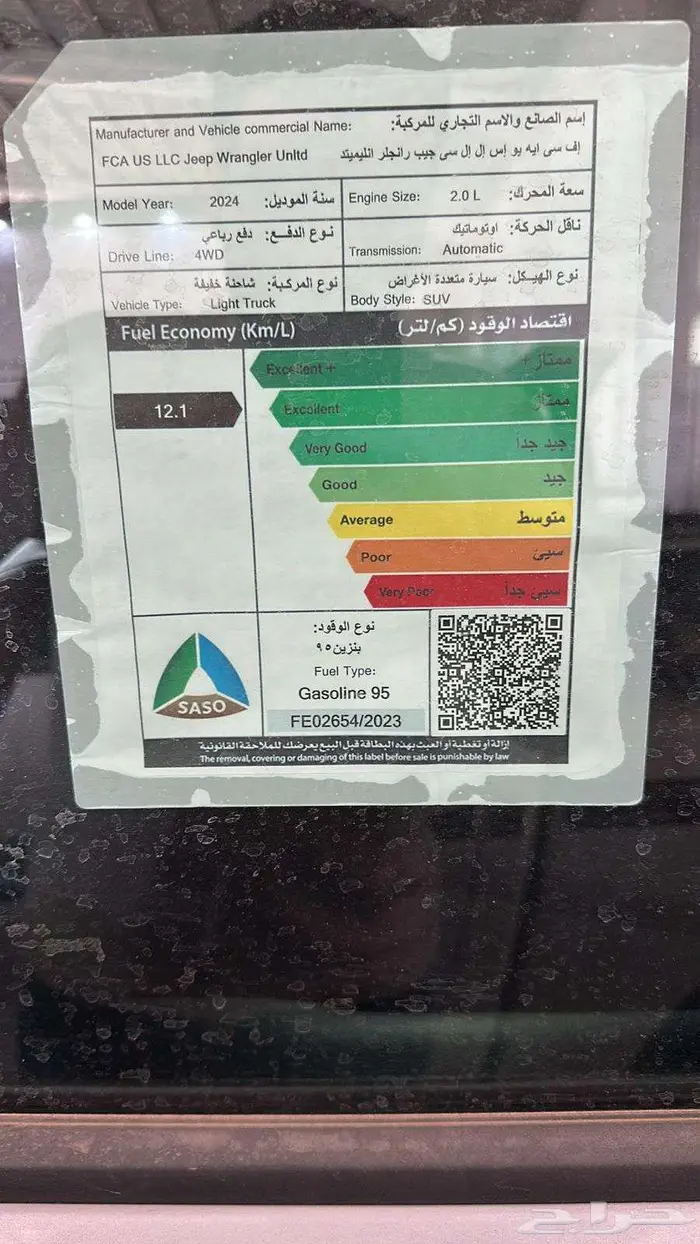 إسم الصانع والاسم التجاري للمركبة:
Manufacturer and Vehicle commercial Name:
إف سى ايه يو إس إل إل سى جيب رانجلر انليميتد
FCA US LLC Jeep Wrangler Unltd
Model Year: 2024 سنة الموديل:
Engine Size: 2.0 L سعة المحرك:
نوع الدفع: دفع رباعي
Drive Line: 4WD
ناقل الحركة: اوتوماتيك
Transmission: Automatic
نوع المركبة: شاحنة خفيفة
Vehicle Type: Light Truck
نوع الهيكل: سيارة متعددة الأغراض
Body Style: SUV
Fuel Economy (Km/L) اقتصاد الوقود (كم/لتر)
Excellent + ممتاز +
12.1
Excellent ممتاز
Very Good جيد جداً
Good جيد
Average متوسط
Poor سيئ
Very Poor سيئ جداً
نوع الوقود:
بنزين ٩٥
Fuel Type:
Gasoline 95
FE02654/2023
SASO
إزالة أو تغطية أو العبث بهذه البطاقة قبل البيع يعرضك للملاحقة القانونية
The removal, covering or damaging of this label before sale is punishable by law
حراج